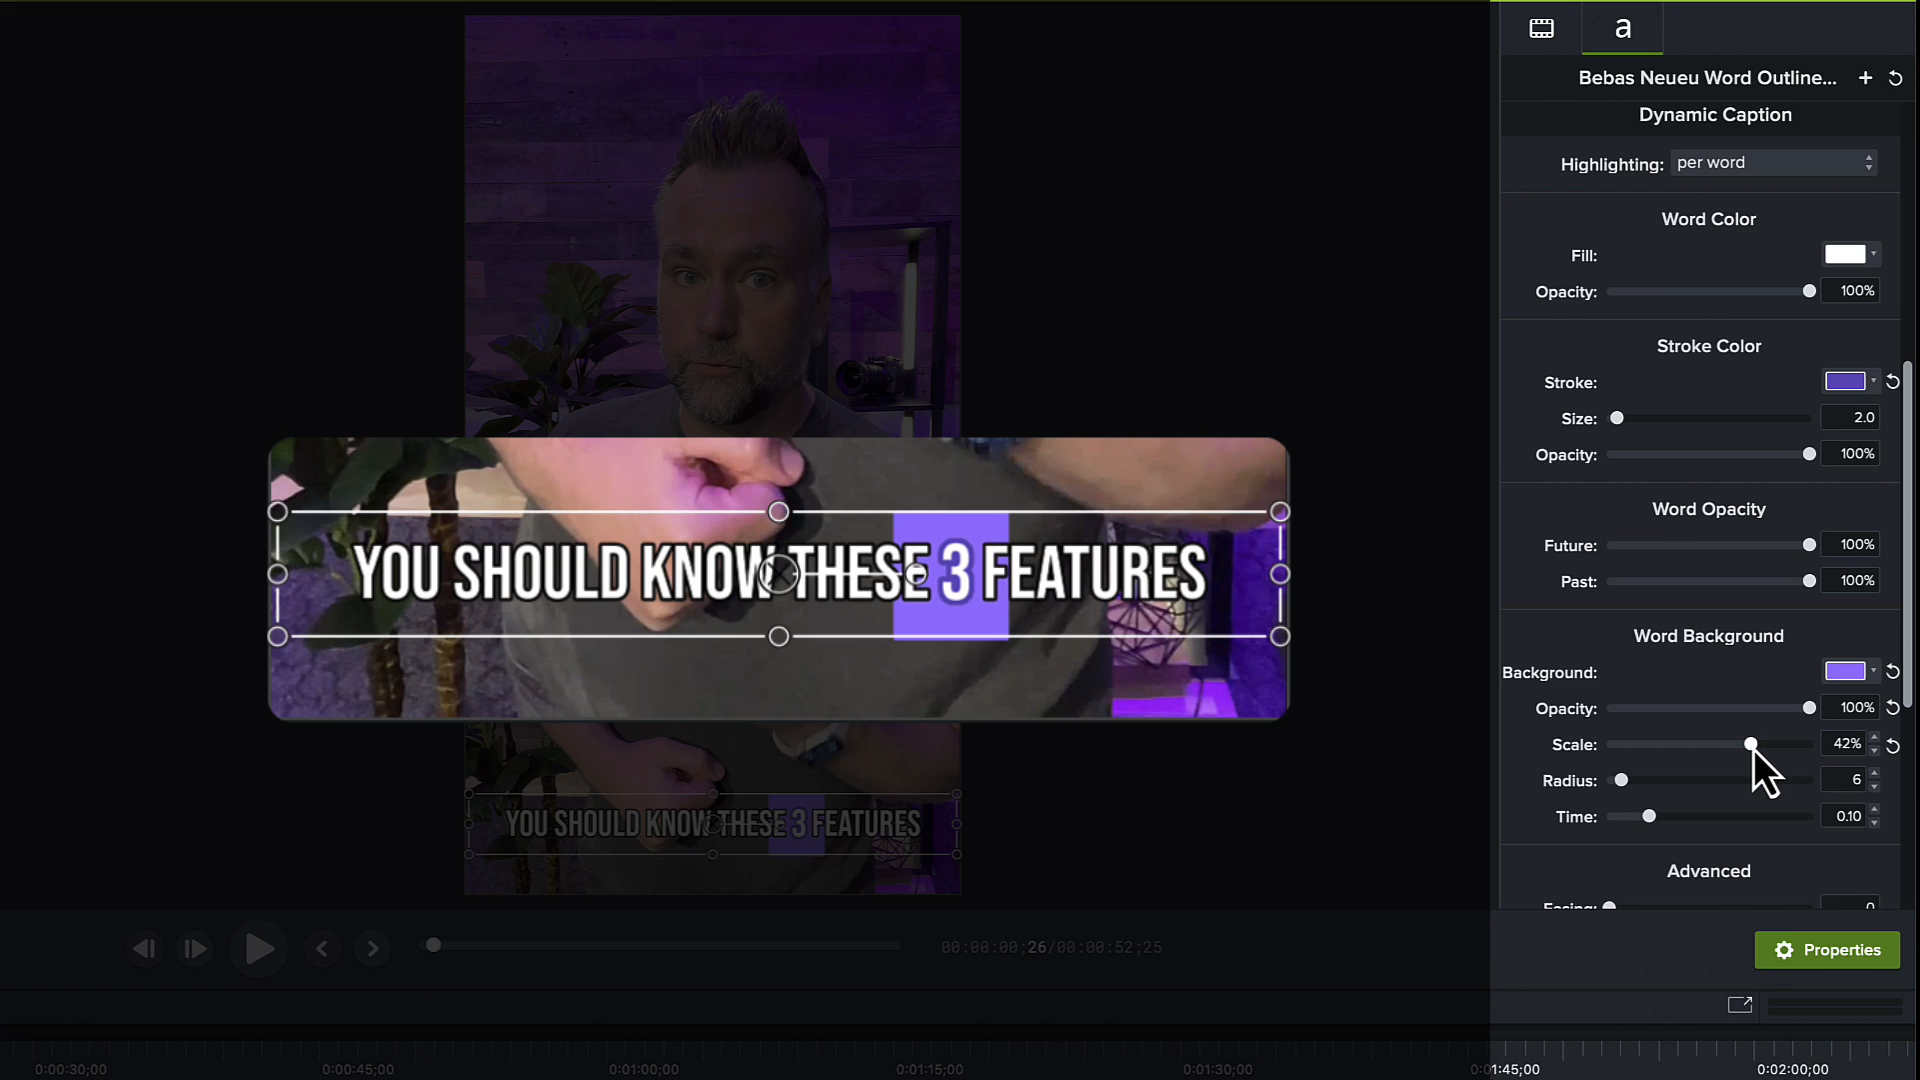 a
Bebas Neueu Word Outline...
Dynamic Caption
Highlighting: per word
Word Color
Fill:
Opacity: 100%
Stroke Color
Stroke:
Size: 2.0
Opacity: 100%
Word Opacity
Future: 100%
Past: 100%
Word Background
Background:
Opacity: 100%
Scale: 42%
Radius: 6
Time: 0.10
Advanced
Easing: 0
Properties
YOU SHOULD KNOW THESE 3 FEATURES
YOU SHOULD KNOW THESE 3 FEATURES
00:00:00;26/00:00:52;25
0:00:30;00 0:00:45;00 0:01:00;00 0:01:15;00 0:01:30;00 0:01:45;00 0:02:00;00